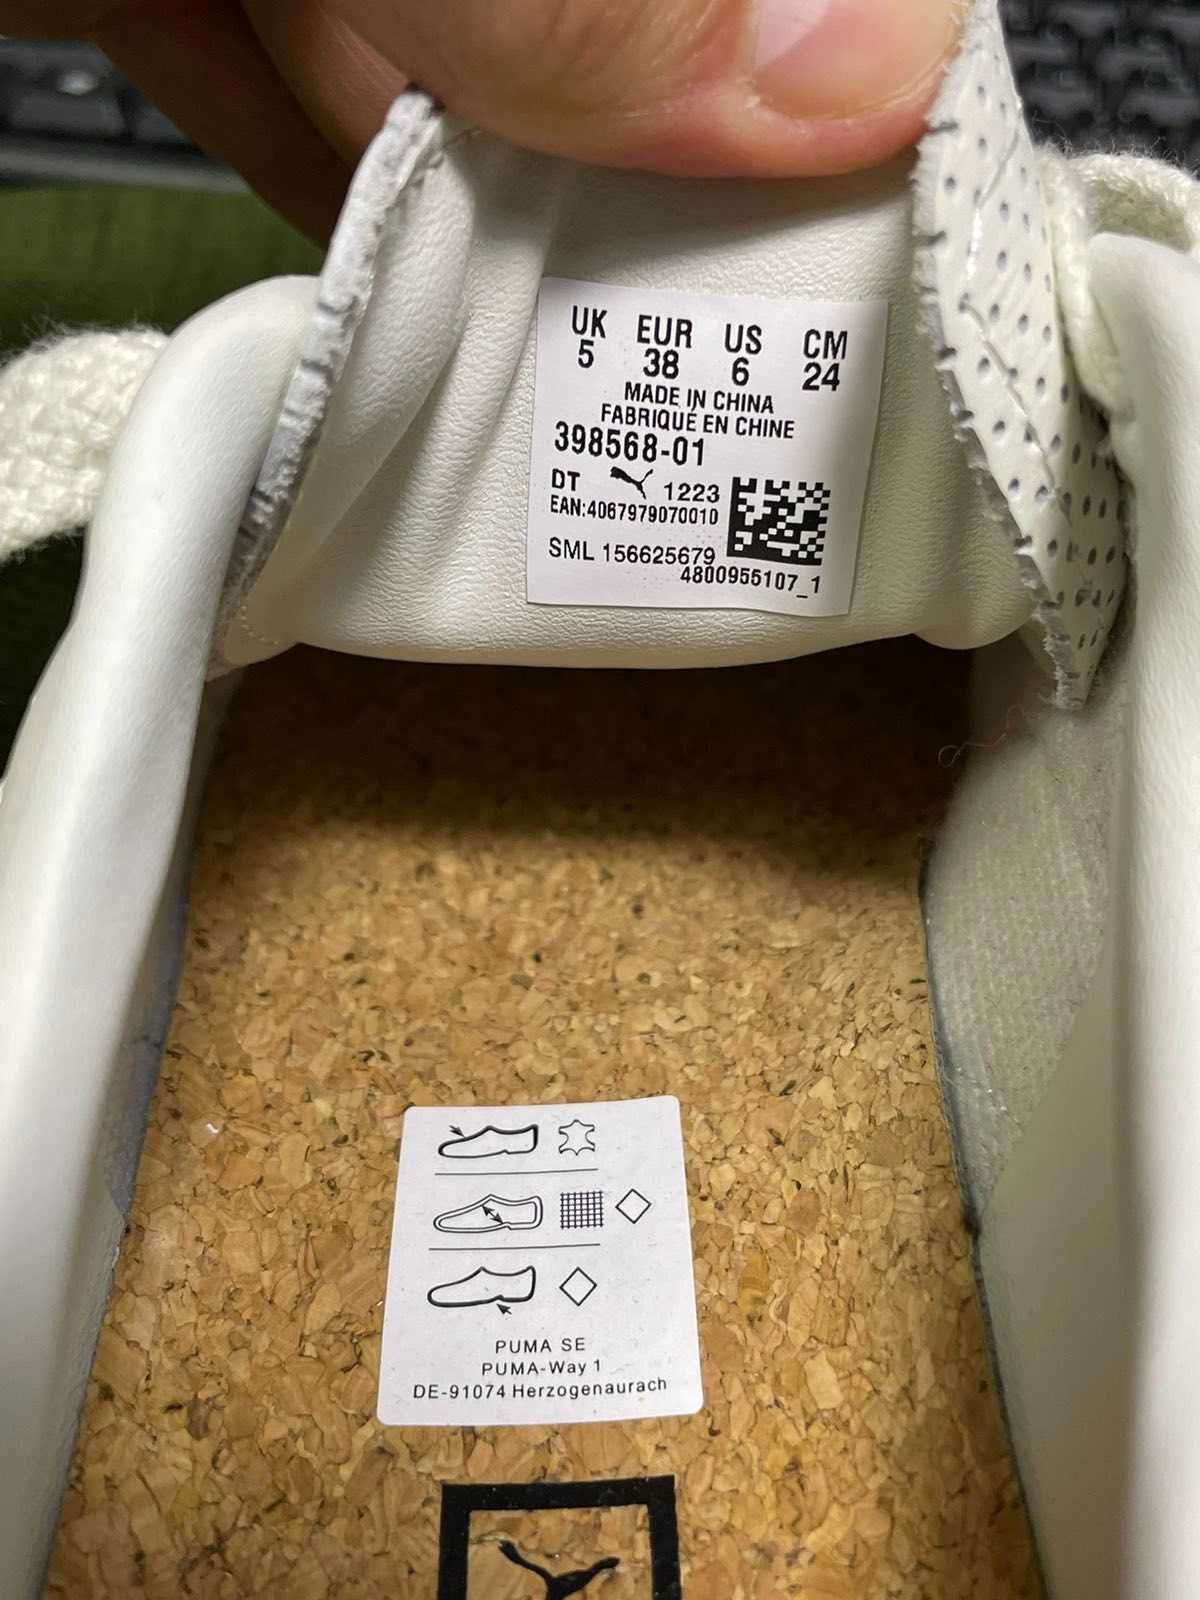 UK EUR US CM
5 38 6 24
MADE IN CHINA
FABRIQUÉ EN CHINE
398568-01
DT 1223
EAN:4067979070010
SML 156625679
4800955107_1
PUMA SE
PUMA-Way 1
DE-91074 Herzogenaurach